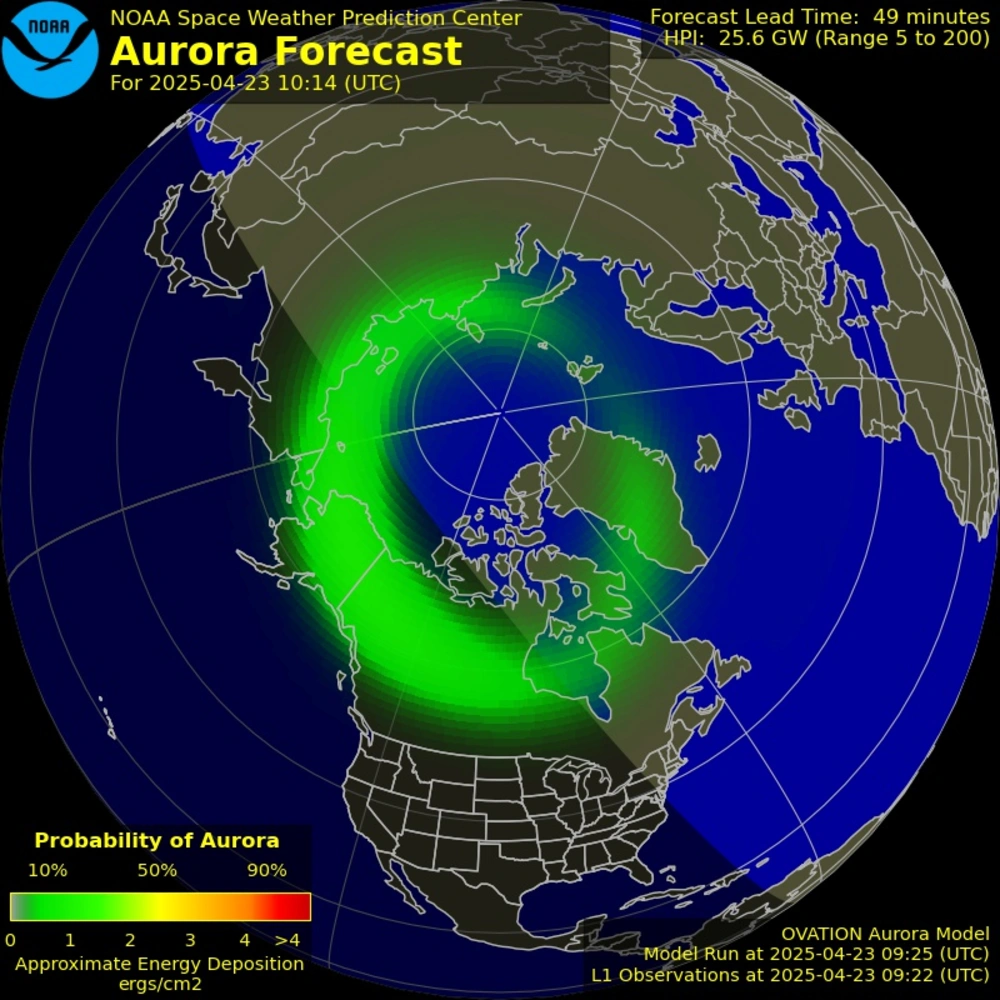 NOAA
NOAA Space Weather Prediction Center
Aurora Forecast
For 2025-04-23 10:14 (UTC)
Forecast Lead Time: 49 minutes
HPI: 25.6 GW (Range 5 to 200)
Probability of Aurora
10% 50% 90%
0 1 2 3 4 >4
Approximate Energy Deposition
ergs/cm2
OVATION Aurora Model
Model Run at 2025-04-23 09:25 (UTC)
L1 Observations at 2025-04-23 09:22 (UTC)